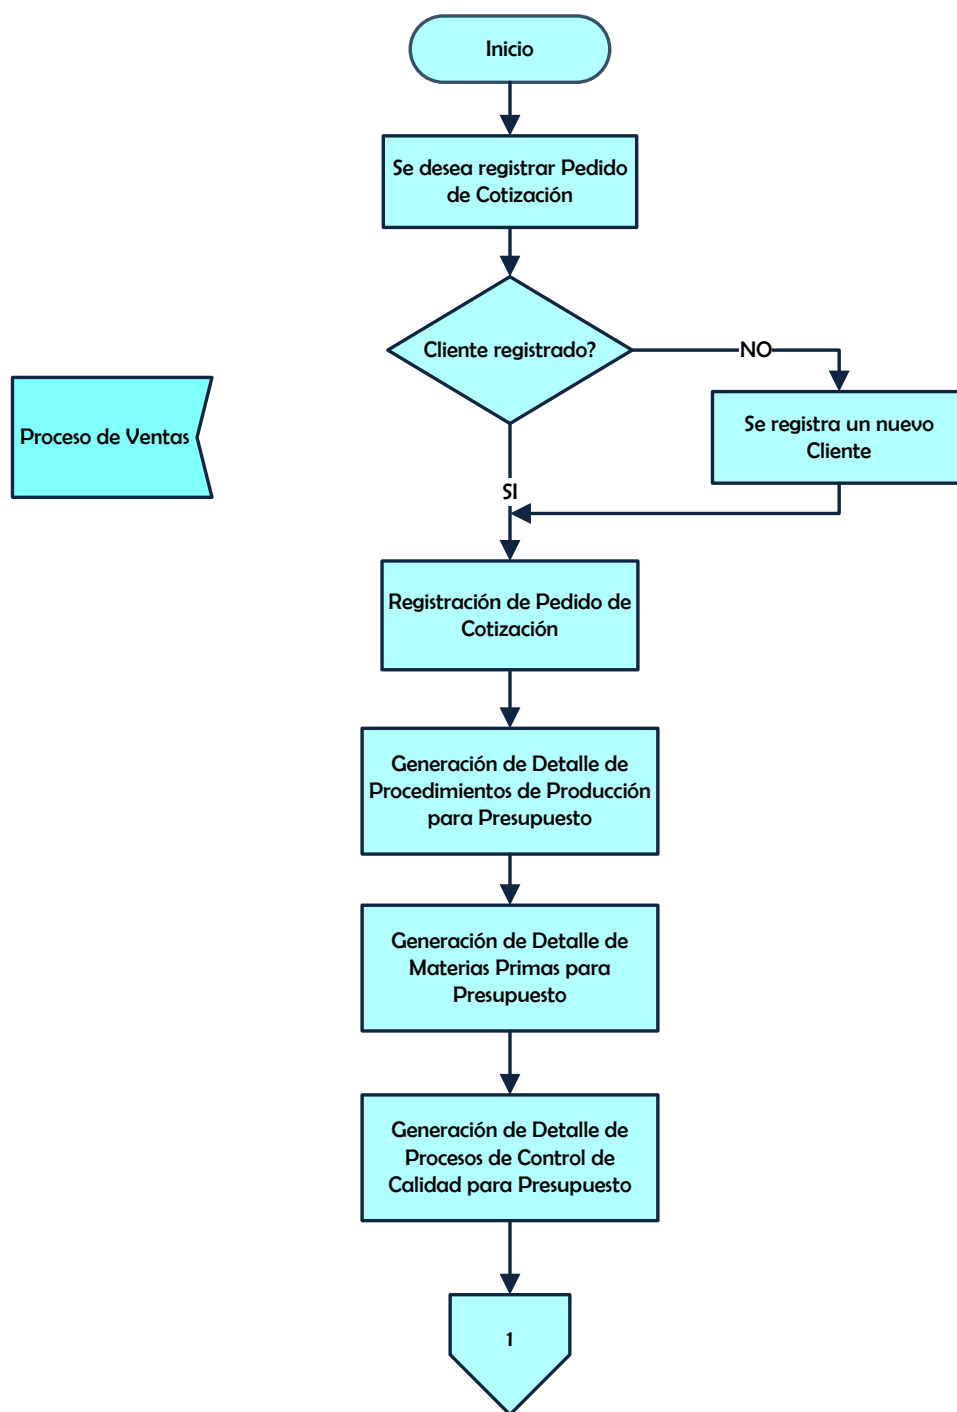 Inicio
Se desea registrar Pedido
de Cotización
Cliente registrado?
NO
Proceso de Ventas
Se registra un nuevo
Cliente
SI
Registración de Pedido de
Cotización
Generación de Detalle de
Procedimientos de Producción
para Presupuesto
Generación de Detalle de
Materias Primas para
Presupuesto
Generación de Detalle de
Procesos de Control de
Calidad para Presupuesto
1